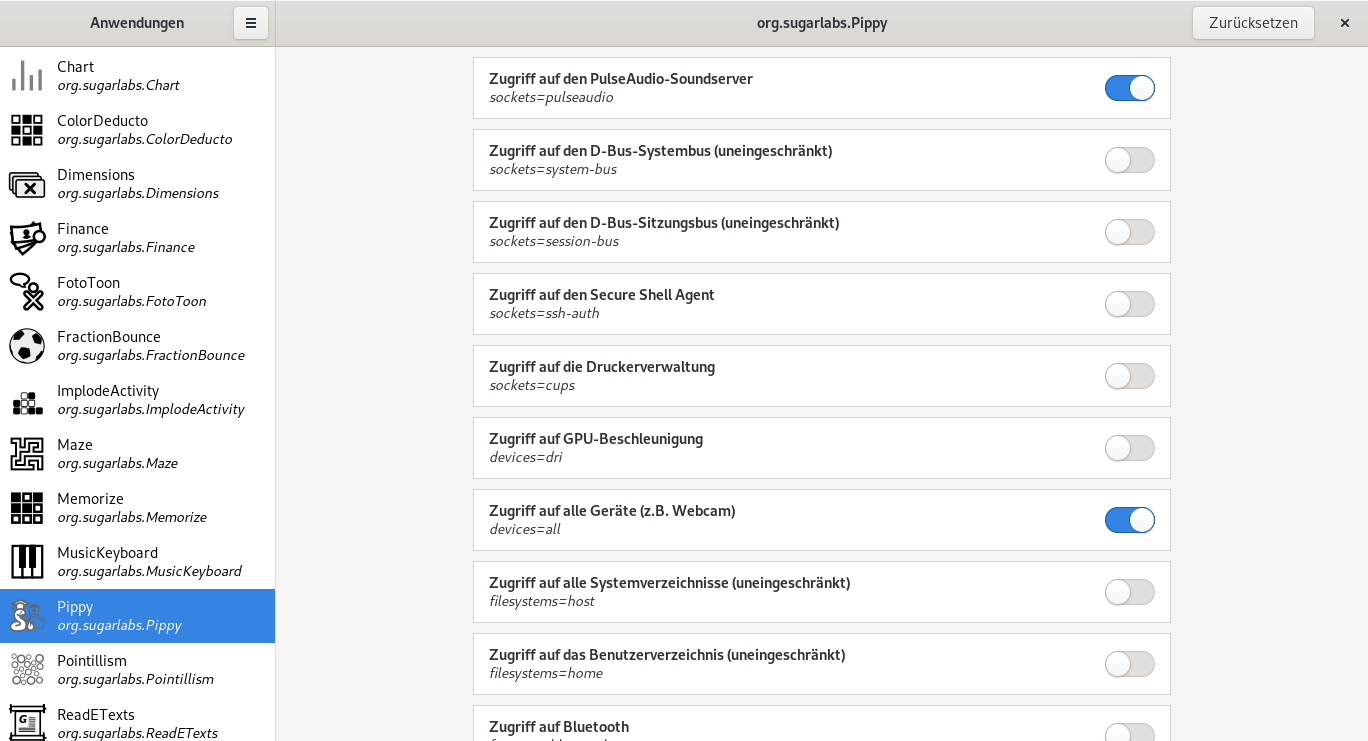 Anwendungen
org.sugarlabs.Pippy
Zurücksetzen
Chart
org.sugarlabs.Chart
ColorDeducto
org.sugarlabs.ColorDeducto
Dimensions
org.sugarlabs.Dimensions
Finance
org.sugarlabs.Finance
FotoToon
org.sugarlabs.FotoToon
FractionBounce
org.sugarlabs.FractionBounce
ImplodeActivity
org.sugarlabs.ImplodeActivity
Maze
org.sugarlabs.Maze
Memorize
org.sugarlabs.Memorize
MusicKeyboard
org.sugarlabs.MusicKeyboard
Pippy
org.sugarlabs.Pippy
Pointillism
org.sugarlabs.Pointillism
ReadETexts
org.sugarlabs.ReadETexts
Zugriff auf den PulseAudio-Soundserver
sockets=pulseaudio
Zugriff auf den D-Bus-Systembus (uneingeschränkt)
sockets=system-bus
Zugriff auf den D-Bus-Sitzungsbus (uneingeschränkt)
sockets=session-bus
Zugriff auf den Secure Shell Agent
sockets=ssh-auth
Zugriff auf die Druckerverwaltung
sockets=cups
Zugriff auf GPU-Beschleunigung
devices=dri
Zugriff auf alle Geräte (z.B. Webcam)
devices=all
Zugriff auf alle Systemverzeichnisse (uneingeschränkt)
filesystems=host
Zugriff auf das Benutzerverzeichnis (uneingeschränkt)
filesystems=home
Zugriff auf Bluetooth